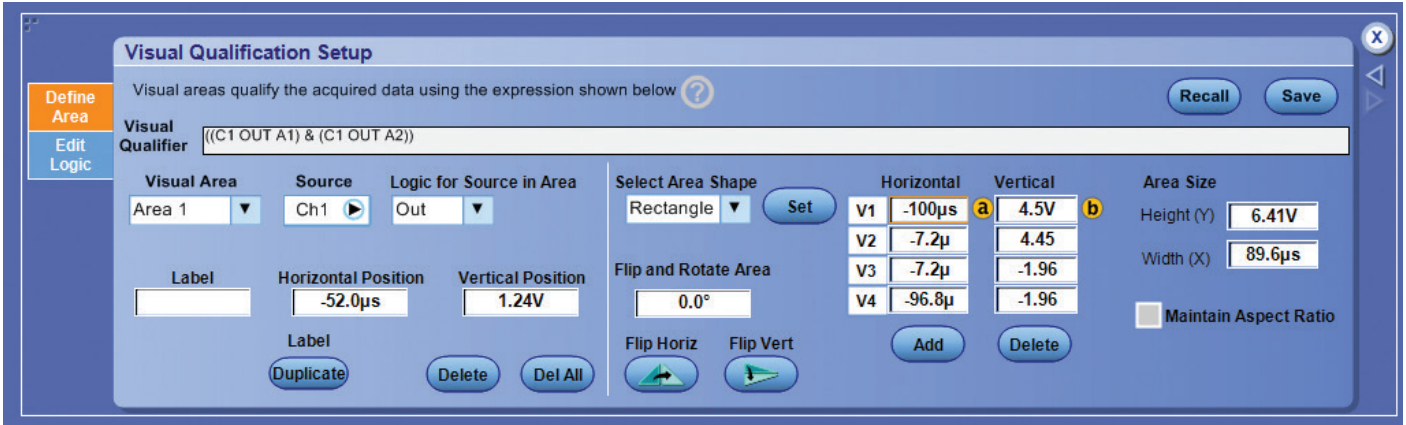 Visual Qualification Setup
X
Define
Area
Edit
Logic
Visual areas qualify the acquired data using the expression shown below ?
Recall Save
Visual
Qualifier ((C1 OUT A1) & (C1 OUT A2))
Visual Area Source Logic for Source in Area
Area 1 Ch1 Out
Label Horizontal Position Vertical Position
-52.0µs 1.24V
Label
Duplicate Delete Del All
Select Area Shape
Rectangle Set
Flip and Rotate Area
0.0°
Flip Horiz Flip Vert
Horizontal Vertical
V1 -100µs a 4.5V b
V2 -7.2µ 4.45
V3 -7.2µ -1.96
V4 -96.8µ -1.96
Add Delete
Area Size
Height (Y) 6.41V
Width (X) 89.6µs
Maintain Aspect Ratio